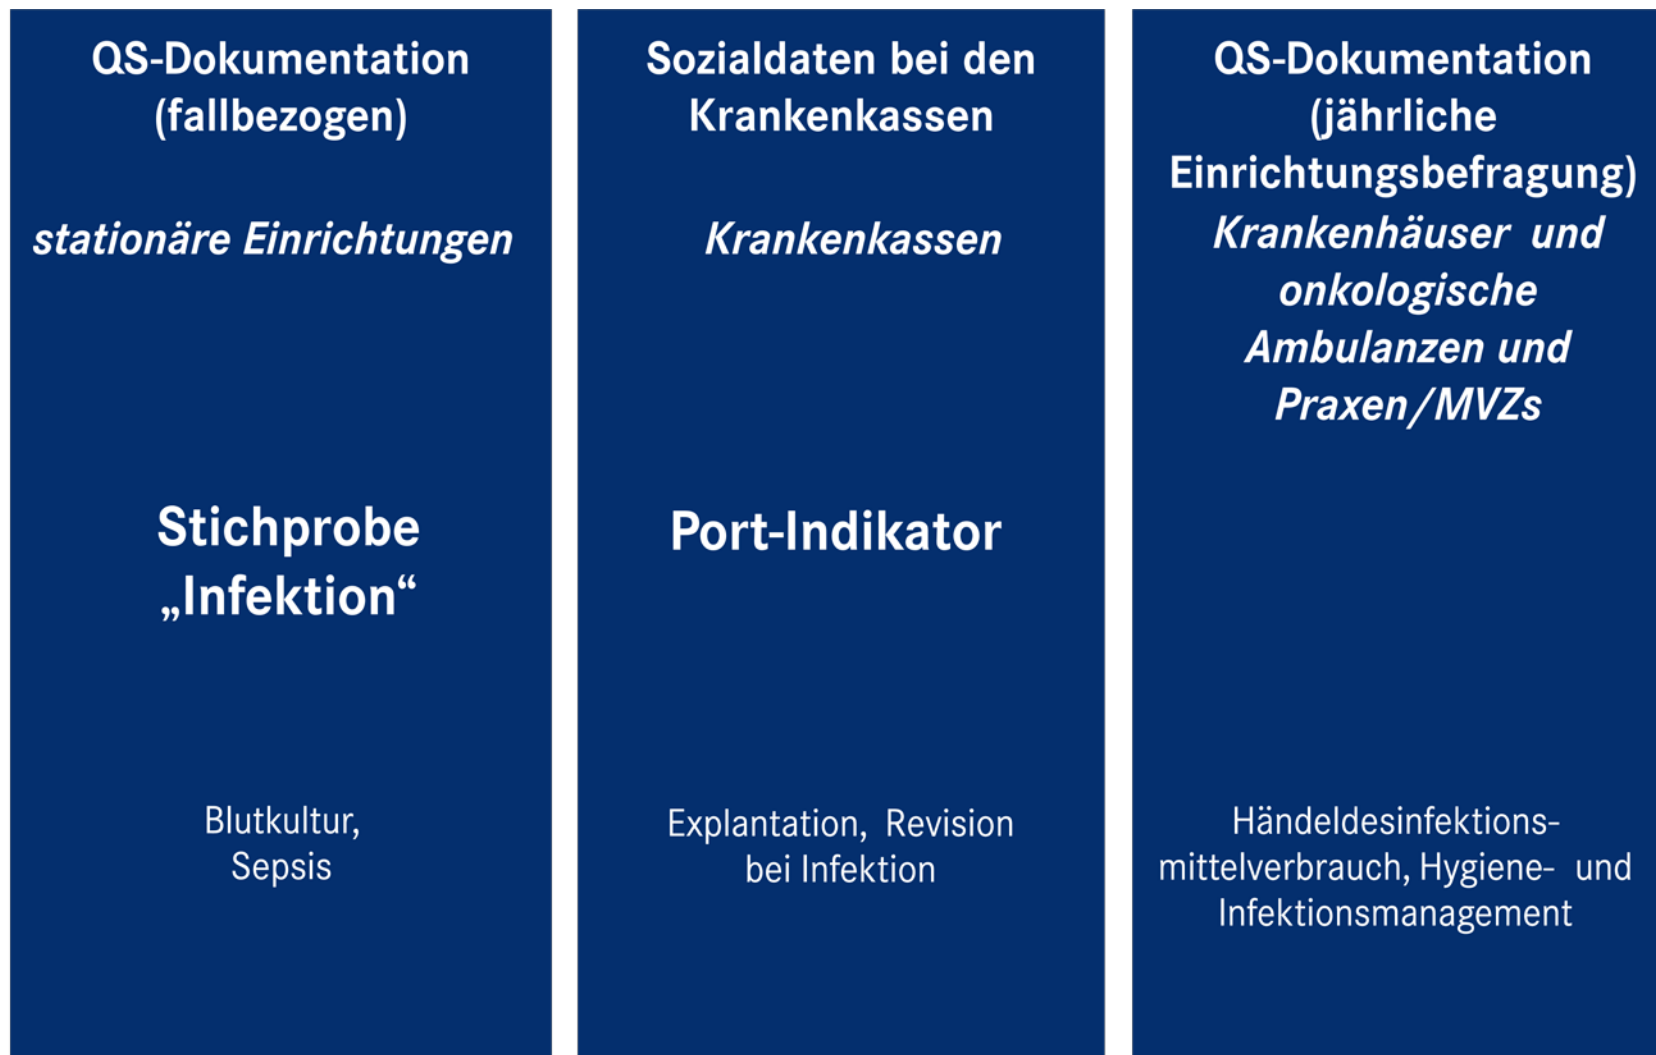 QS-Dokumentation
(fallbezogen)
stationäre Einrichtungen
Stichprobe
„Infektion“
Blutkultur,
Sepsis
Sozialdaten bei den
Krankenkassen
Krankenkassen
Port-Indikator
Explantation, Revision
bei Infektion
QS-Dokumentation
(jährliche
Einrichtungsbefragung)
Krankenhäuser und
onkologische
Ambulanzen und
Praxen/MVZs
Händeldesinfektions-
mittelverbrauch, Hygiene- und
Infektionsmanagement